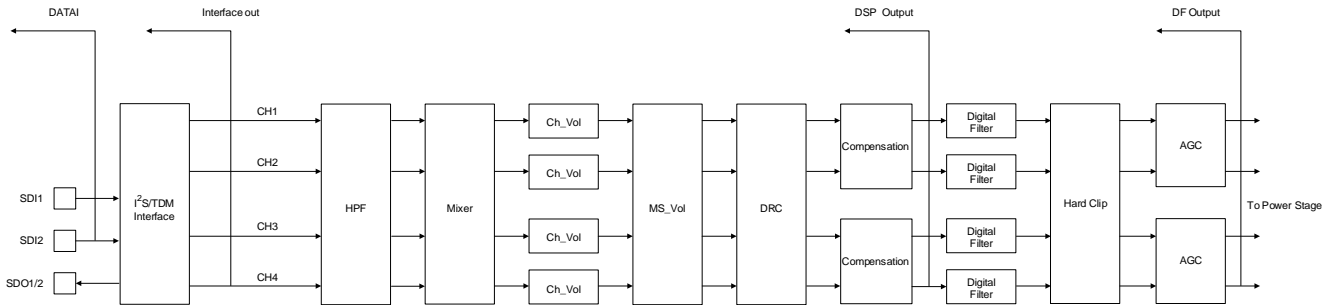 DATAI
Interface out
DSP Output
DF Output
SDI1
SDI2
SDO1/2
I²S/TDM
Interface
CH1
CH2
CH3
CH4
HPF
Mixer
Ch_Vol
Ch_Vol
Ch_Vol
Ch_Vol
MS_Vol
DRC
Compensation
Compensation
Digital
Filter
Digital
Filter
Digital
Filter
Digital
Filter
Hard Clip
AGC
AGC
To Power Stage